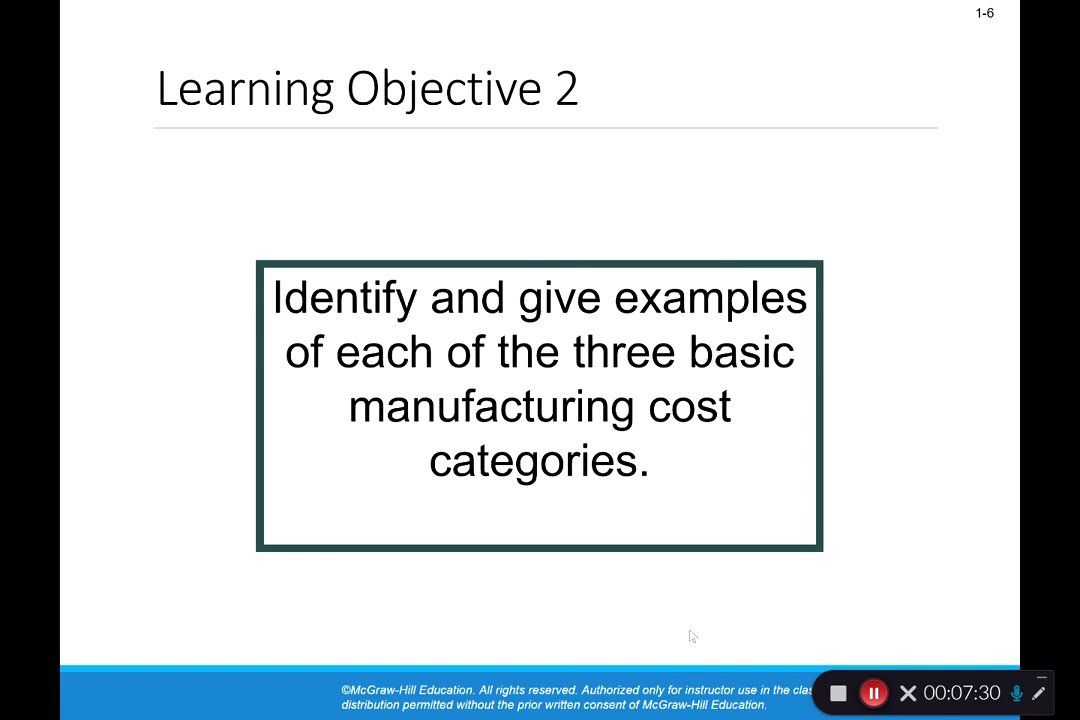 1-6
Learning Objective 2
Identify and give examples
of each of the three basic
manufacturing cost
categories.
©McGraw-Hill Education. All rights reserved. Authorized only for instructor use in the
distribution permitted without the prior written consent of McGraw-Hill Education.
00:07:30